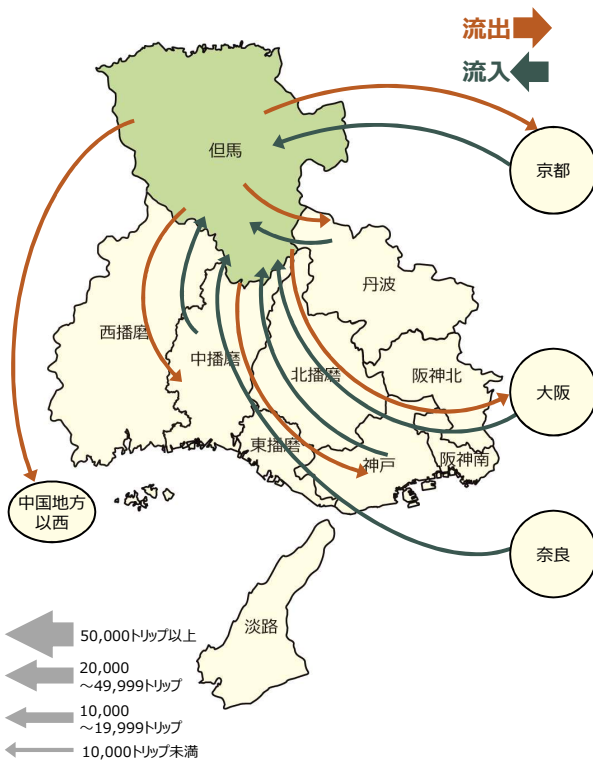 流出
流入
但馬
京都
丹波
西播磨
中播磨
北播磨
阪神北
大阪
東播磨
神戸
阪神南
中国地方
以西
奈良
淡路
50,000トリップ以上
20,000
～49,999トリップ
10,000
～19,999トリップ
10,000トリップ未満